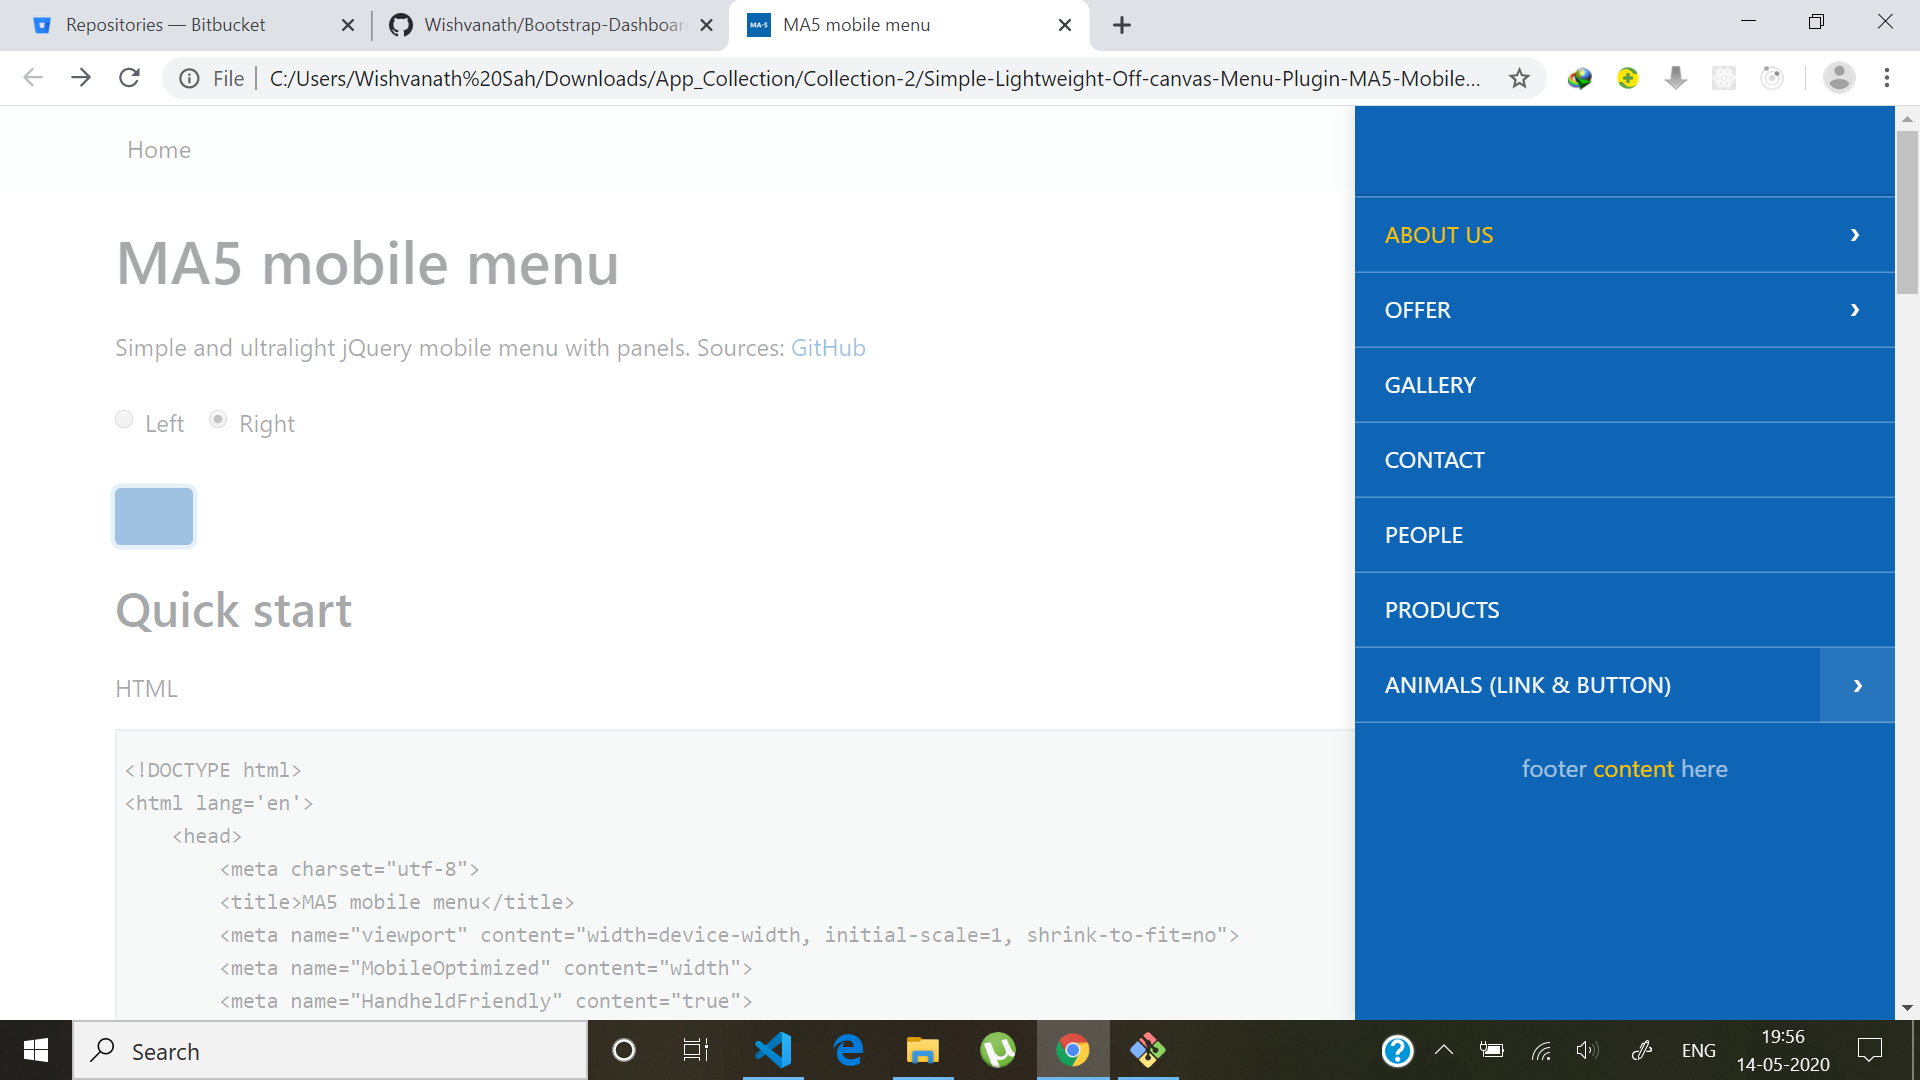 Repositories — Bitbucket
Wishvanath/Bootstrap-Dashboar
MA·5
MA5 mobile menu
File
C:/Users/Wishvanath%20Sah/Downloads/App_Collection/Collection-2/Simple-Lightweight-Off-canvas-Menu-Plugin-MA5-Mobile...
Home
MA5 mobile menu
Simple and ultralight jQuery mobile menu with panels. Sources: GitHub
Left Right
Quick start
HTML
<!DOCTYPE html>
<html lang='en'>
<head>
<meta charset="utf-8">
<title>MA5 mobile menu</title>
<meta name="viewport" content="width=device-width, initial-scale=1, shrink-to-fit=no">
<meta name="MobileOptimized" content="width">
<meta name="HandheldFriendly" content="true">
ABOUT US
OFFER
GALLERY
CONTACT
PEOPLE
PRODUCTS
ANIMALS (LINK & BUTTON)
footer content here
Search
ENG
19:56
14-05-2020